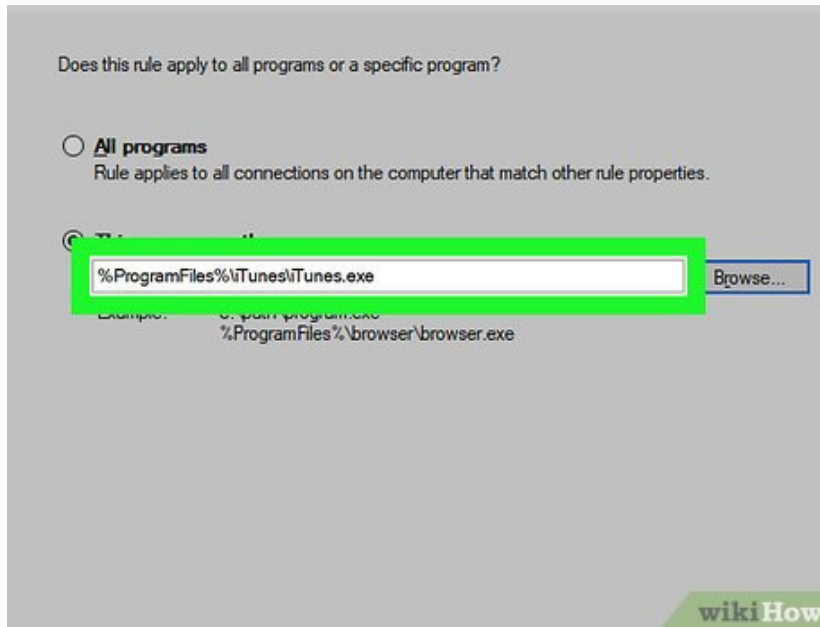 Does this rule apply to all programs or a specific program?
All programs
Rule applies to all connections on the computer that match other rule properties.
%ProgramFiles%\iTunes\iTunes.exe
Browse...
%ProgramFiles%\browser\browser.exe
wikiHow